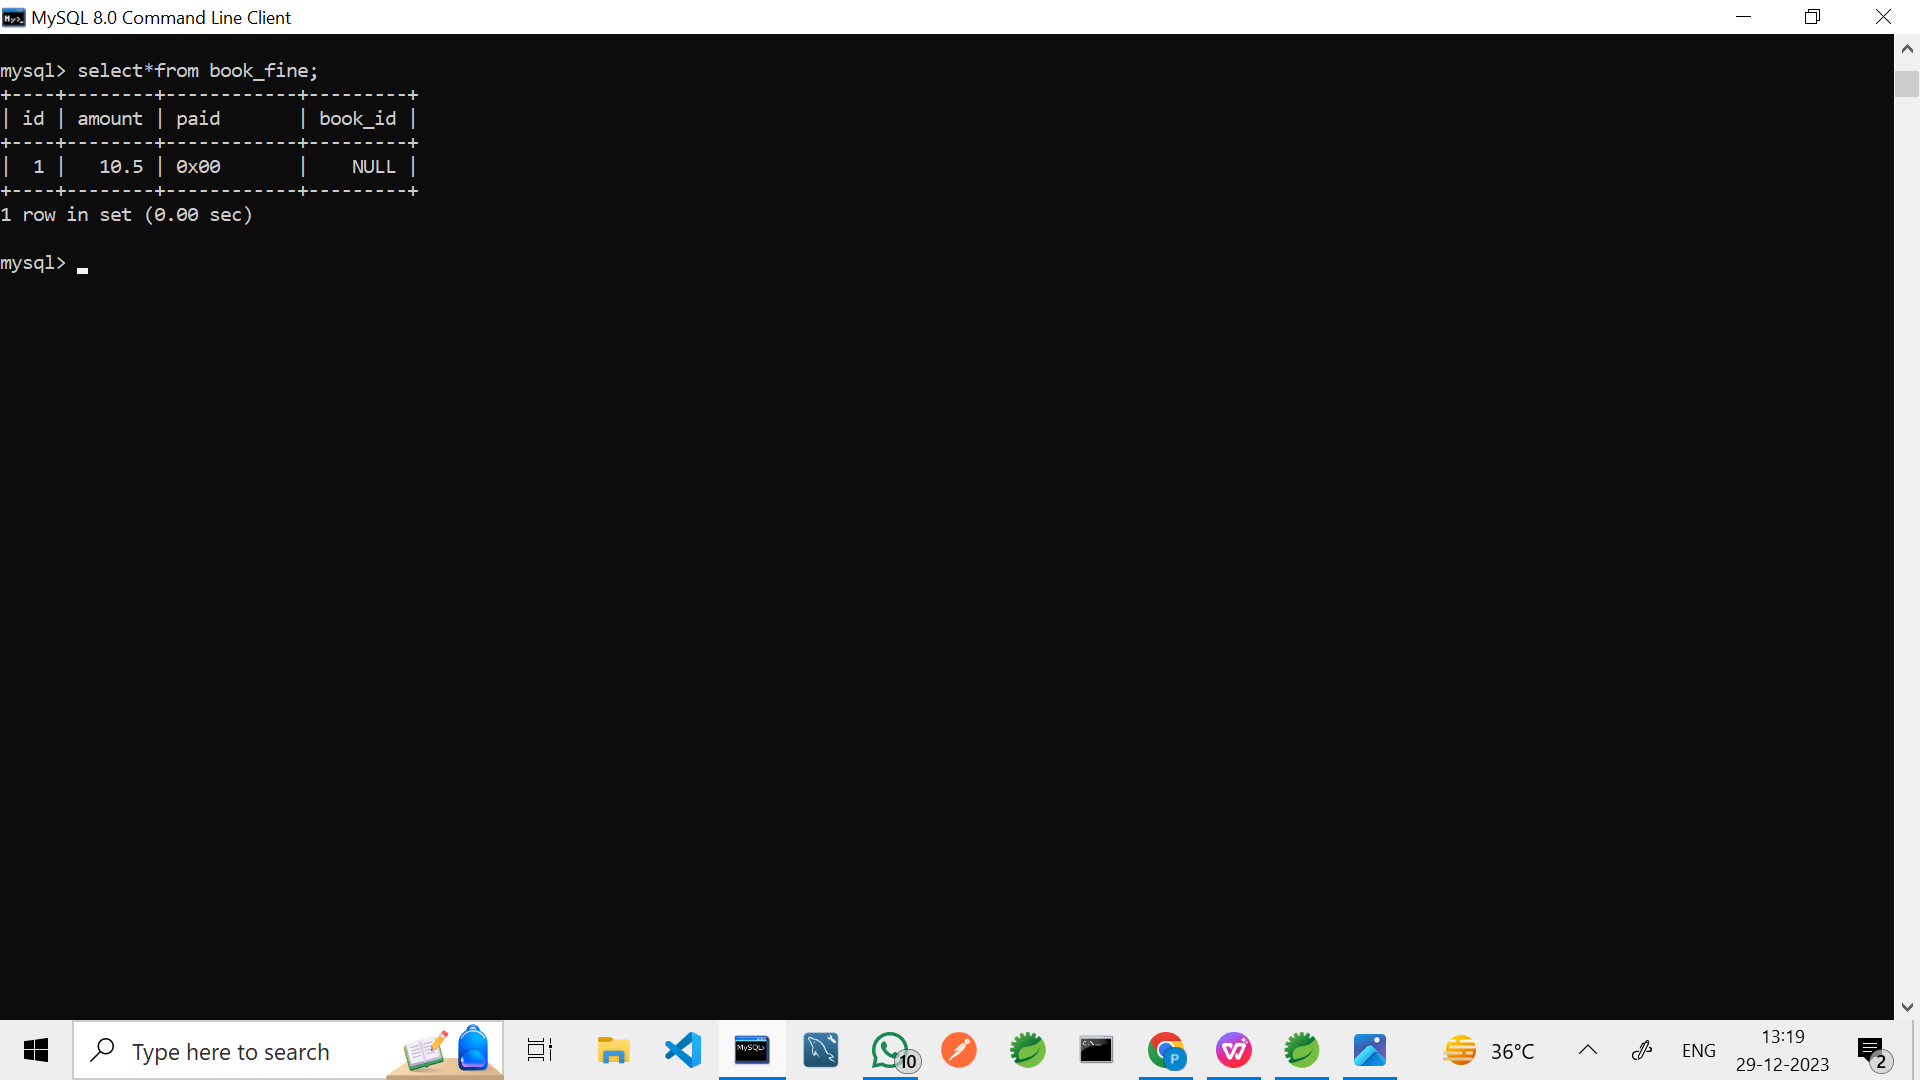 MySQL 8.0 Command Line Client
mysql> select*from book_fine;
+----+--------+------------+---------+
| id | amount | paid       | book_id |
+----+--------+------------+---------+
|  1 |   10.5 | 0x00       |    NULL |
+----+--------+------------+---------+
1 row in set (0.00 sec)
mysql>
Type here to search
MySQL>
10
C:\_
P
W
36°C
ENG
13:19
29-12-2023
2